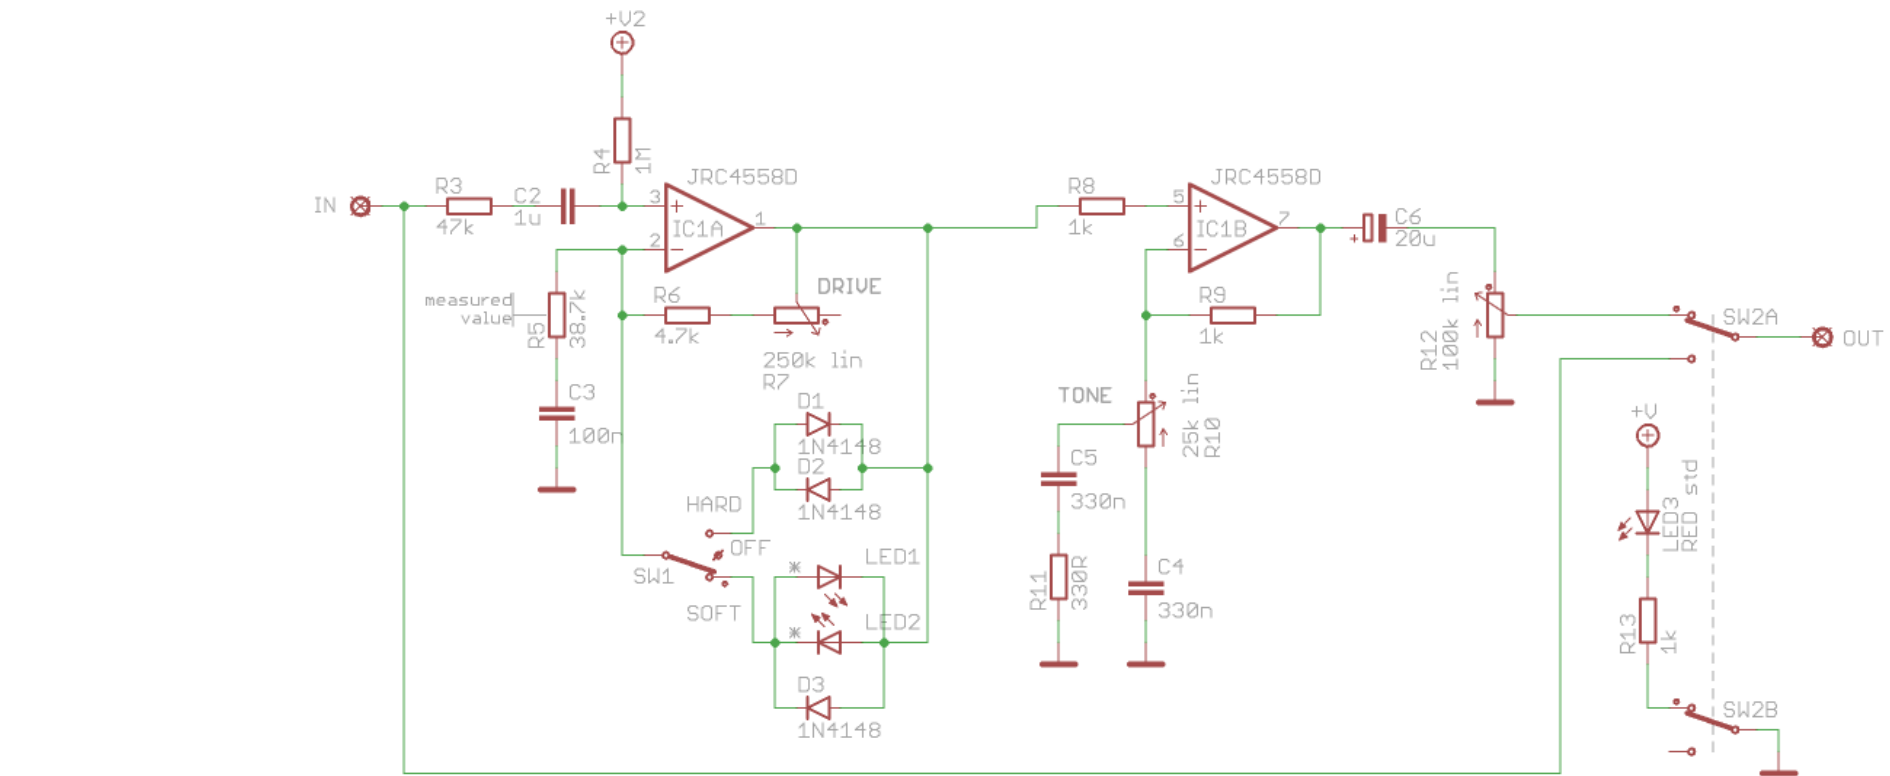 +V2
R4
1M
IN
R3
47k
C2
1u
3
2
1
JRC4558D
IC1A
measured
value
R5
38.7k
C3
100n
R6
4.7k
DRIVE
250k lin
R7
D1
1N4148
D2
1N4148
HARD
OFF
SW1
SOFT
LED1
LED2
*
*
D3
1N4148
R8
1k
5
6
7
JRC4558D
IC1B
R9
1k
TONE
25k lin
R10
C5
330n
R11
330R
C4
330n
C6
20u
R12
100k lin
SW2A
OUT
+V
LED3
RED std
R13
1k
SW2B